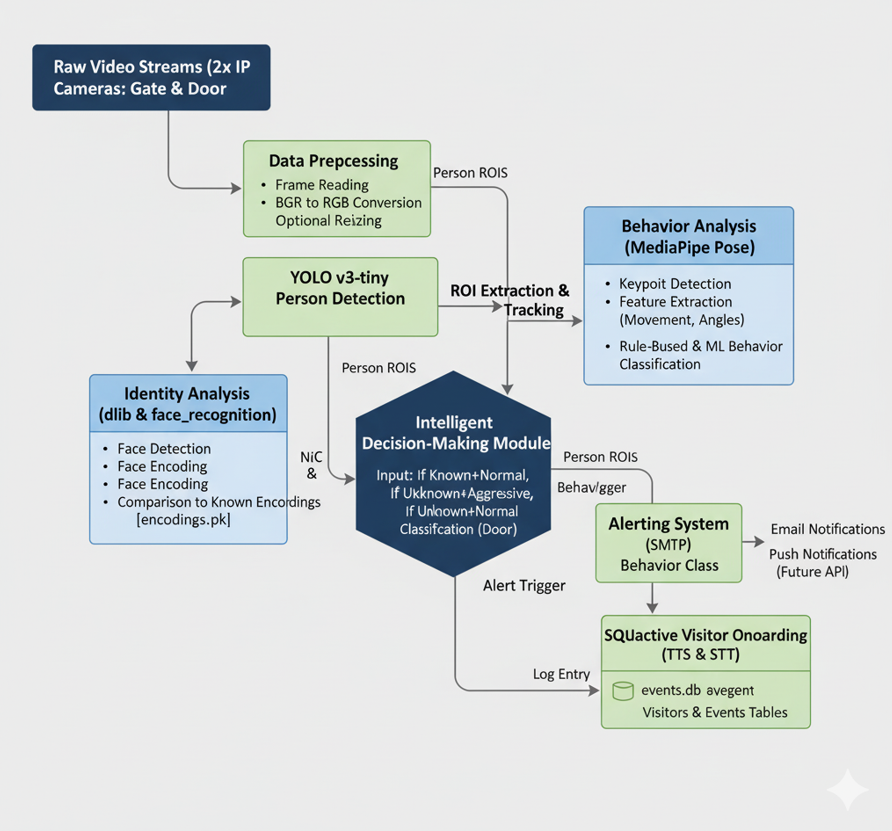 Raw Video Streams (2x IP
Cameras: Gate & Door
Data Prepcessing
• Frame Reading
• BGR to RGB Conversion
Optional Reizing
Person ROIS
YOLO v3-tiny
Person Detection
ROI Extraction &
Tracking
Behavior Analysis
(MediaPipe Pose)
• Keypoit Detection
• Feature Extraction
(Movement, Angles)
• Rule-Based & ML Behavior
Classification
Person ROIS
Identity Analysis
(dlib & face_recognition)
• Face Detection
• Face Encoding
• Face Encoding
• Comparison to Known Encordings
[encodings.pk]
NiC
&
Intelligent
Decision-Making Module
Input: If Known+Normal,
If Ukknown+Aggressive,
If Unlnown+Normal
Classifcation (Door)
Person ROIS
Behav/gger
Alerting System
(SMTP)
Behavior Class
Email Notifications
Push Notifications
(Future API)
Alert Trigger
Log Entry
SQUactive Visitor Onoarding
(TTS & STT)
events.db avegent
Visitors & Events Tables